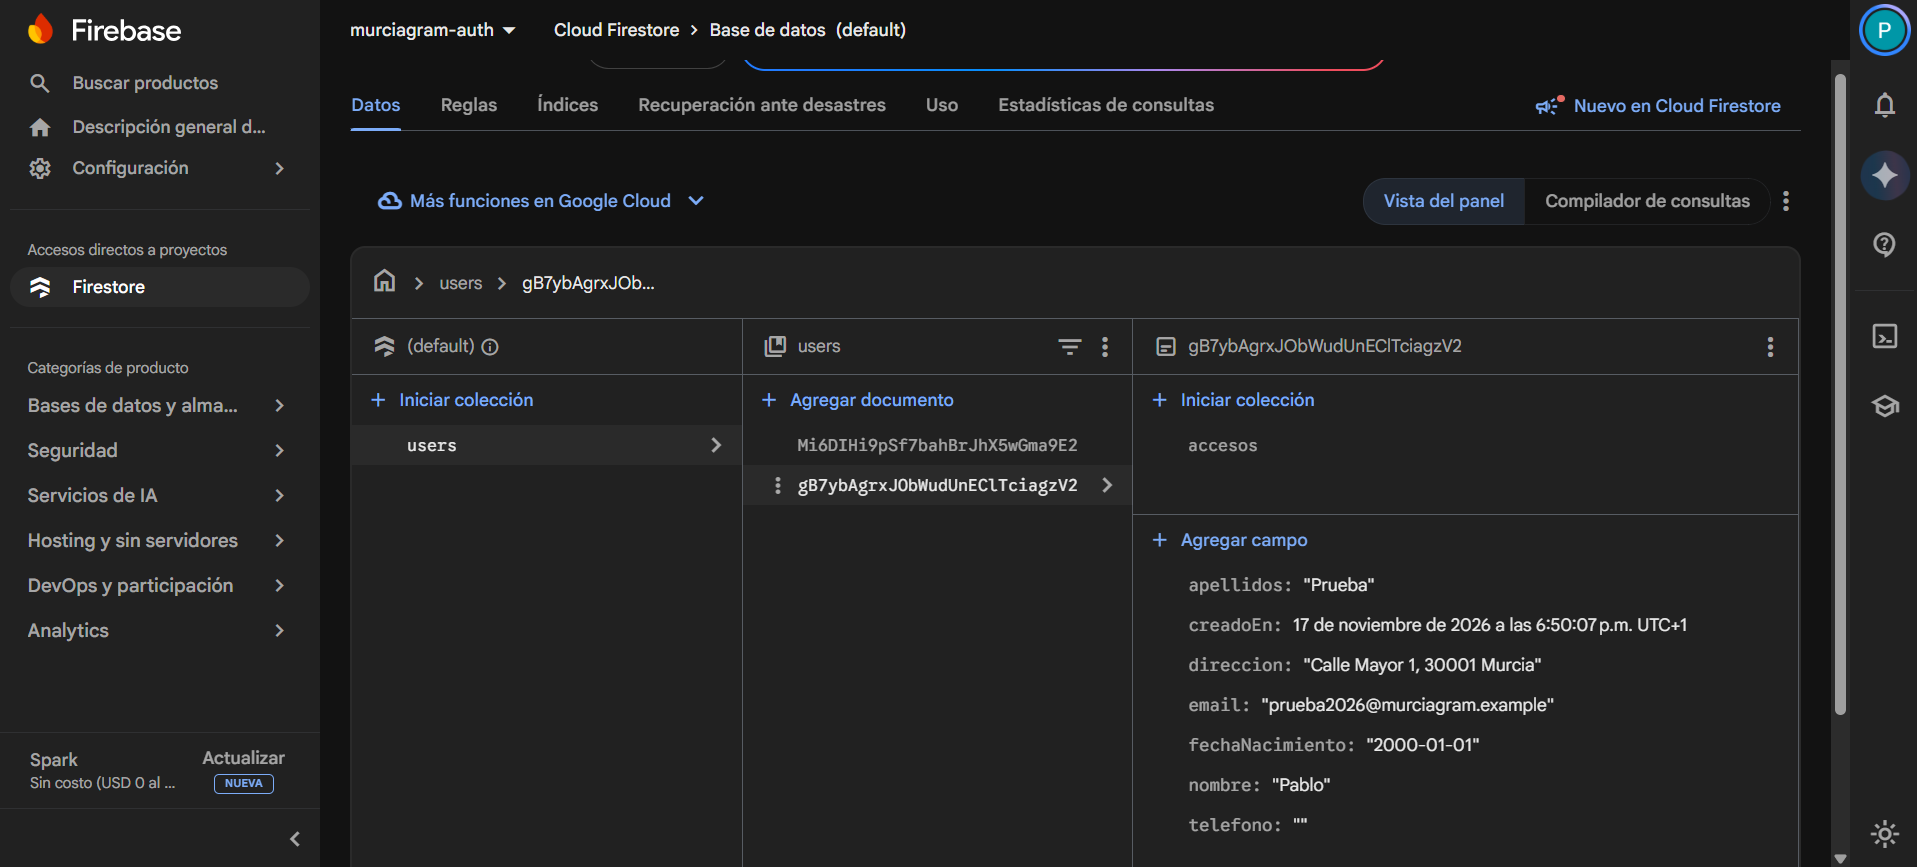 Firebase
murciagram-auth
Cloud Firestore > Base de datos (default)
P
Buscar productos
Descripción general d...
Configuración
Datos
Reglas
Índices
Recuperación ante desastres
Uso
Estadísticas de consultas
Nuevo en Cloud Firestore
Más funciones en Google Cloud
Vista del panel
Compilador de consultas
Accesos directos a proyectos
Firestore
users > gB7ybAgrxJOb...
(default)
users
gB7ybAgrxJObWudUnEClTciagzV2
Iniciar colección
Agregar documento
Iniciar colección
users
Mi6DIHi9pSf7bahBrJhX5wGma9E2
gB7ybAgrxJObWudUnEClTciagzV2
accesos
Agregar campo
apellidos: "Prueba"
creadoEn: 17 de noviembre de 2026 a las 6:50:07 p.m. UTC+1
direccion: "Calle Mayor 1, 30001 Murcia"
email: "prueba2026@murciagram.example"
fechaNacimiento: "2000-01-01"
nombre: "Pablo"
telefono: ""
Categorías de producto
Bases de datos y alma...
Seguridad
Servicios de IA
Hosting y sin servidores
DevOps y participación
Analytics
Spark
Sin costo (USD 0 al ...
Actualizar
NUEVA